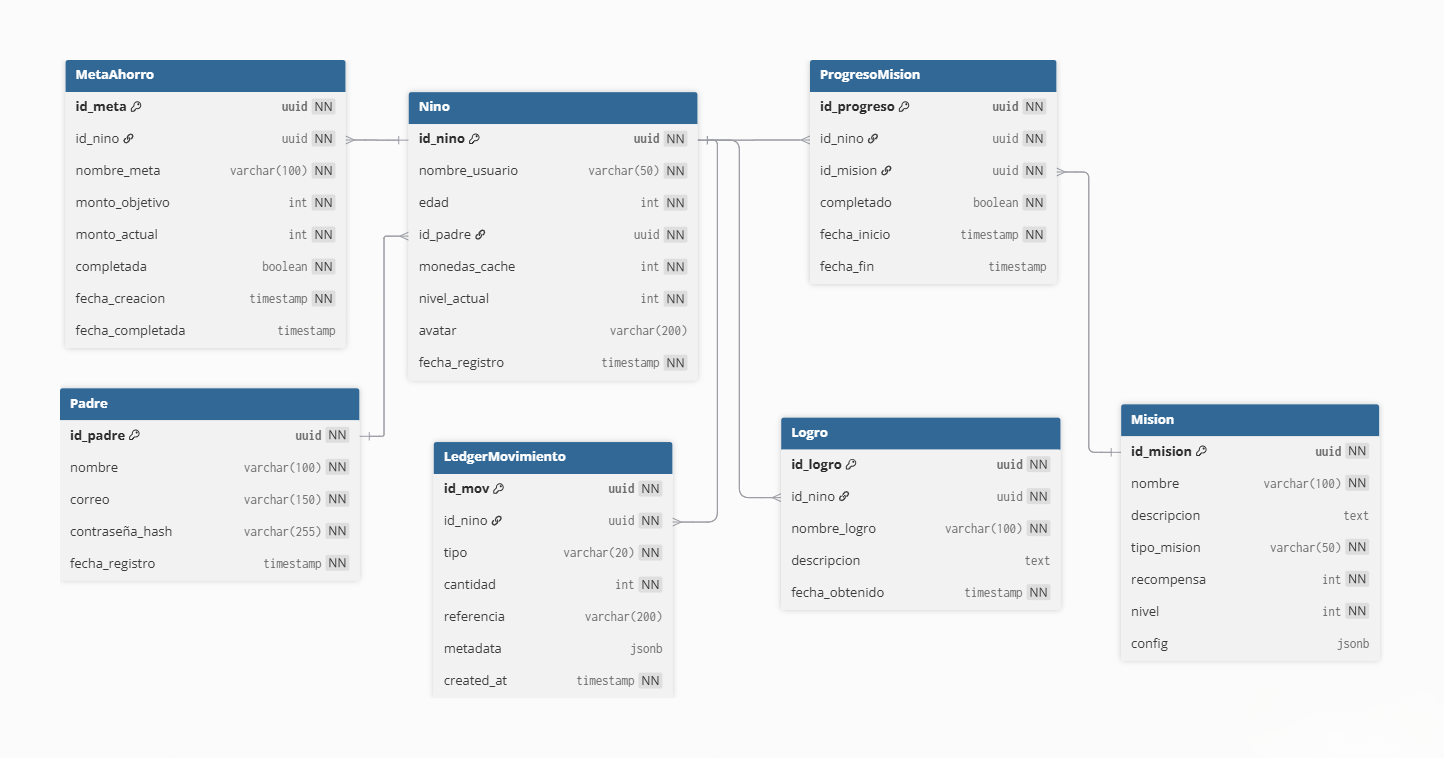 MetaAhorro
id_meta uuid NN
id_nino uuid NN
nombre_meta varchar(100) NN
monto_objetivo int NN
monto_actual int NN
completada boolean NN
fecha_creacion timestamp NN
fecha_completada timestamp
Nino
id_nino uuid NN
nombre_usuario varchar(50) NN
edad int NN
id_padre uuid NN
monedas_cache int NN
nivel_actual int NN
avatar varchar(200)
fecha_registro timestamp NN
ProgresoMision
id_progreso uuid NN
id_nino uuid NN
id_mision uuid NN
completado boolean NN
fecha_inicio timestamp NN
fecha_fin timestamp
Padre
id_padre uuid NN
nombre varchar(100) NN
correo varchar(150) NN
contraseña_hash varchar(255) NN
fecha_registro timestamp NN
LedgerMovimiento
id_mov uuid NN
id_nino uuid NN
tipo varchar(20) NN
cantidad int NN
referencia varchar(200)
metadata jsonb
created_at timestamp NN
Logro
id_logro uuid NN
id_nino uuid NN
nombre_logro varchar(100) NN
descripcion text
fecha_obtenido timestamp NN
Mision
id_mision uuid NN
nombre varchar(100) NN
descripcion text
tipo_mision varchar(50) NN
recompensa int NN
nivel int NN
config jsonb